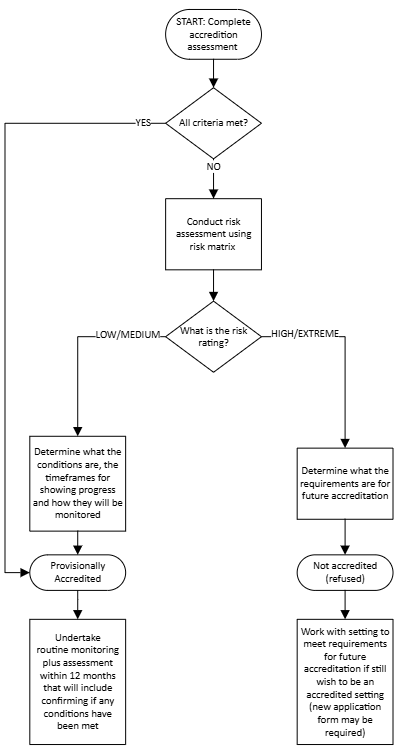 START: Complete
accredition
assessment
All criteria met?
YES
NO
Conduct risk
assessment using
risk matrix
What is the risk
rating?
LOW/MEDIUM
HIGH/EXTREME
Determine what the
conditions are, the
timeframes for
showing progress
and how they will be
monitored
Determine what the
requirements are for
future accreditation
Provisionally
Accredited
Not accredited
(refused)
Undertake
routine monitoring
plus assessment
within 12 months
that will include
confirming if any
conditions have
been met
Work with setting to
meet requirements
for future
accreditation if still
wish to be an
accredited setting
(new application
form may be
required)